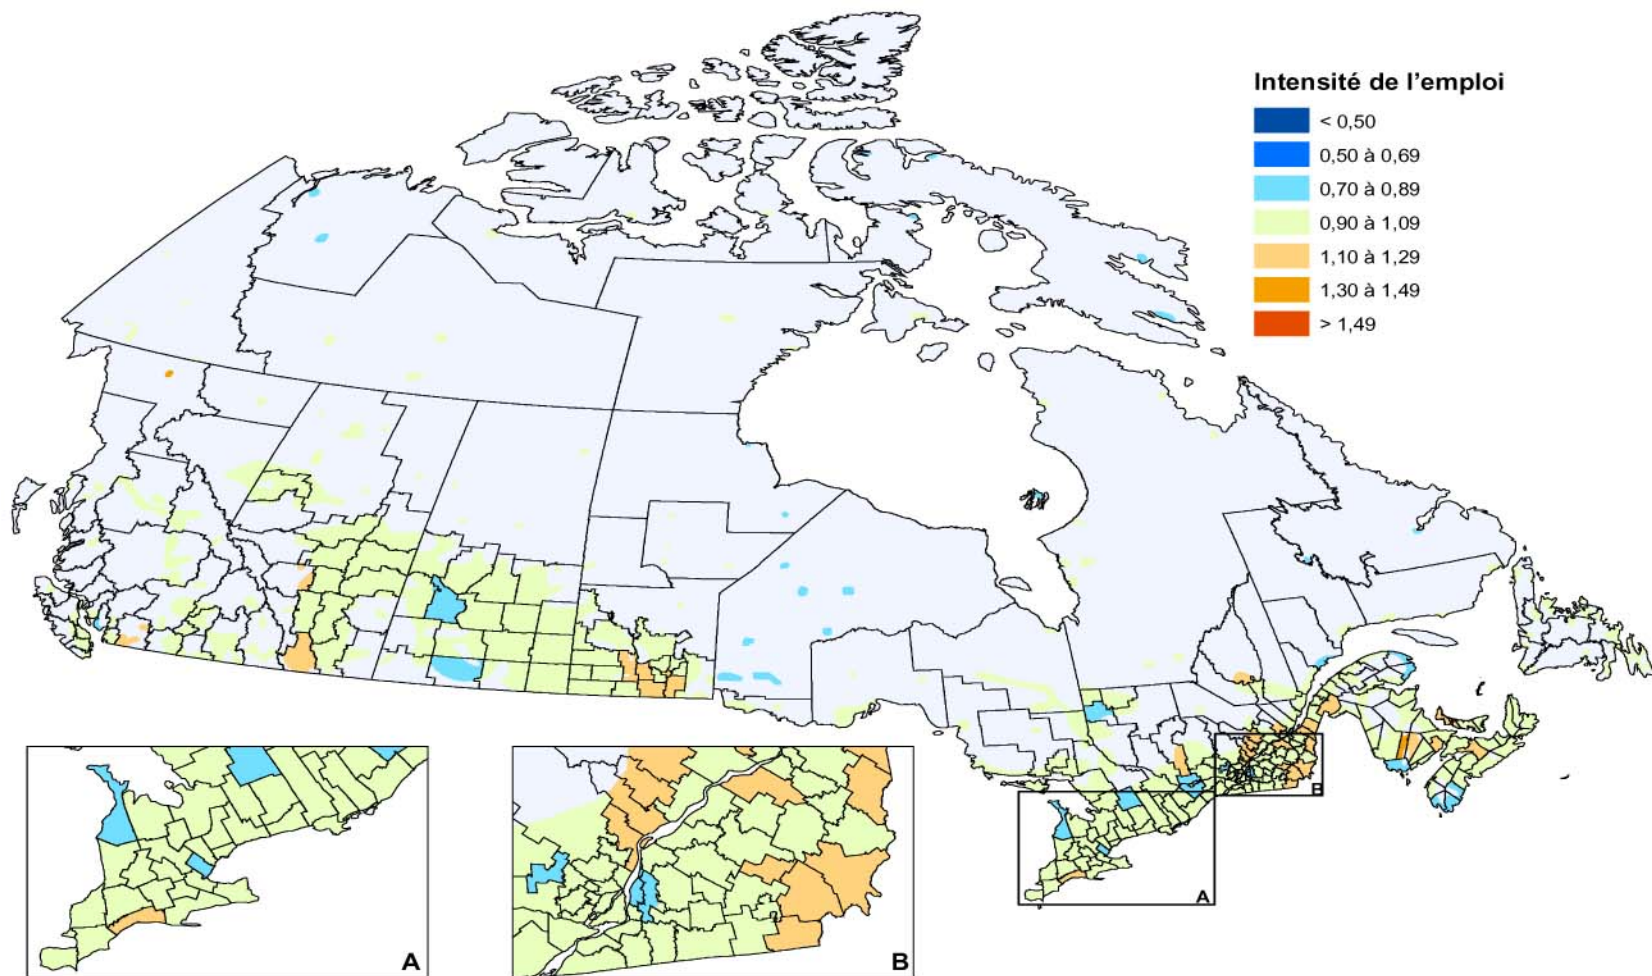 Intensité de l'emploi
< 0,50
0,50 à 0,69
0,70 à 0,89
0,90 à 1,09
1,10 à 1,29
1,30 à 1,49
> 1,49
B
A
A
B